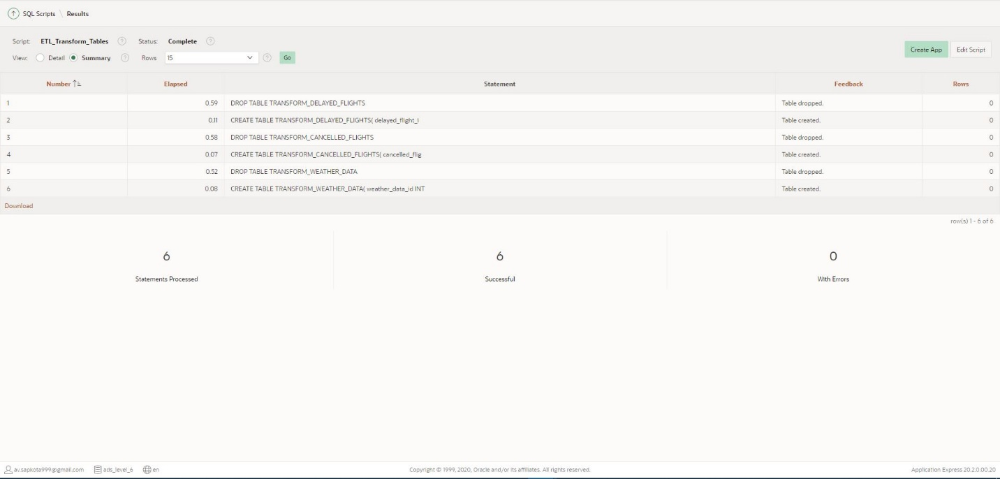 SQL Scripts \ Results
Script: ETL_Transform_Tables ? Status: Complete ?
View: Detail Summary ? Rows 15 ? Go
Create App Edit Script
Number Elapsed Statement Feedback Rows
1 0.59 DROP TABLE TRANSFORM_DELAYED_FLIGHTS Table dropped. 0
2 0.11 CREATE TABLE TRANSFORM_DELAYED_FLIGHTS( delayed_flight_i Table created. 0
3 0.58 DROP TABLE TRANSFORM_CANCELLED_FLIGHTS Table dropped. 0
4 0.07 CREATE TABLE TRANSFORM_CANCELLED_FLIGHTS( cancelled_flig Table created. 0
5 0.52 DROP TABLE TRANSFORM_WEATHER_DATA Table dropped. 0
6 0.08 CREATE TABLE TRANSFORM_WEATHER_DATA( weather_data_id INT Table created. 0
Download
row(s) 1 - 6 of 6
6 6 0
Statements Processed Successful With Errors
av.sapkota999@gmail.com ads_level_6 en Copyright © 1999, 2020, Oracle and/or its affiliates. All rights reserved. Application Express 20.2.0.00.20